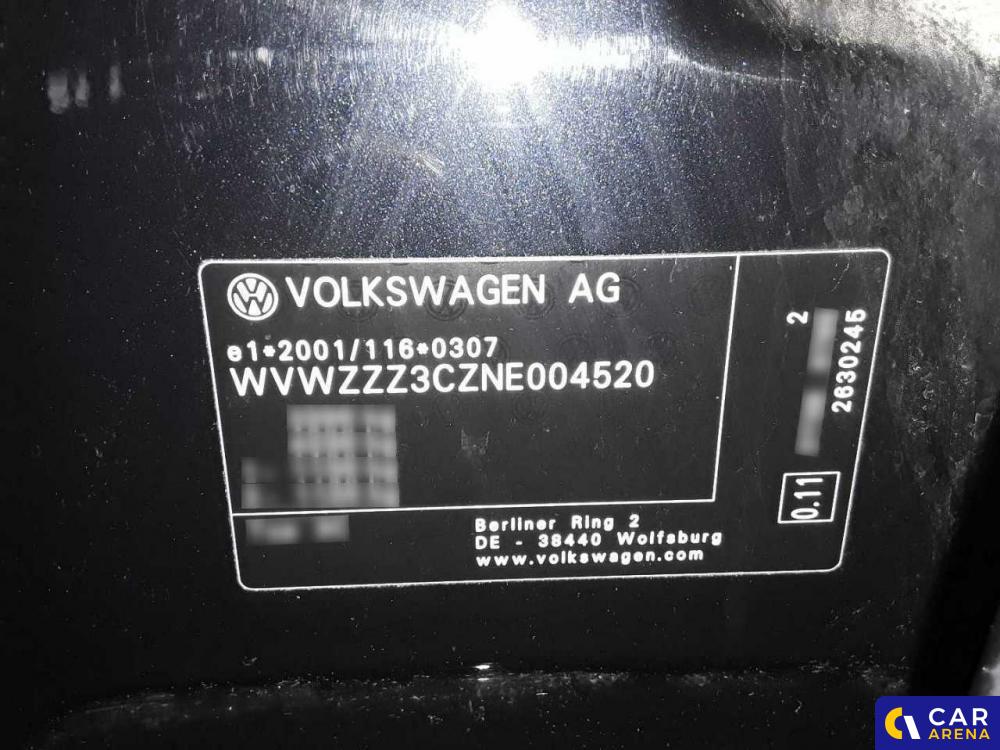 VOLKSWAGEN AG
e1*2001/116*0307
WVWZZZ3CZNE004520
Berliner Ring 2
DE - 38440 Wolfsburg
www.volkswagen.com
2
2630245
0.11
CAR
ARENA